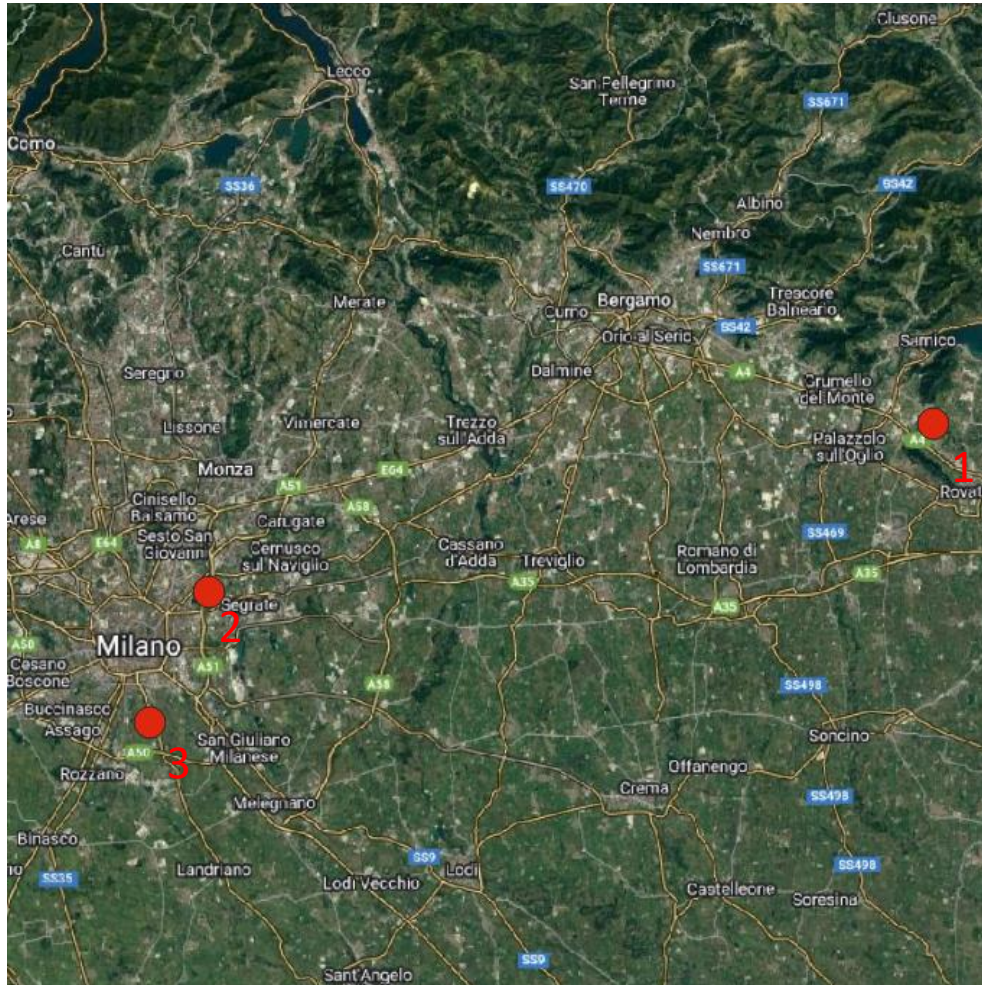 Clusone
Lecco
San Pellegrino
Terme
SS671
Como
SS36
SS470
SS42
Albino
Cantù
Nembro
SS671
Merate
Bergamo
Trescore
Balneario
Curno
Orio al Serio
SS42
Sarnico
Seregno
Dalmine
A4
Grumello
del Monte
Lissone
Vimercate
Trezzo
sull'Adda
Palazzolo
sull'Oglio
A4
1
Monza
E64
A51
Rovat
Cinisello
Balsamo
A58
Arese
Carugate
Sesto San
Giovanni
A8
E64
Cernusco
sul Naviglio
Cassano
d'Adda
Treviglio
Romano di
Lombardia
SS469
A35
A35
A35
Segrate
2
Milano
A50
A51
Cesano
Boscone
A58
SS498
Buccinasco
Assago
San Giuliano
Milanese
A50
3
Soncino
Rozzano
Offanengo
Crema
Melegnano
SS498
Binasco
SS9
Lodi
SS35
Landriano
Lodi Vecchio
SS498
Castelleone
Soresina
SS9
Sant'Angelo